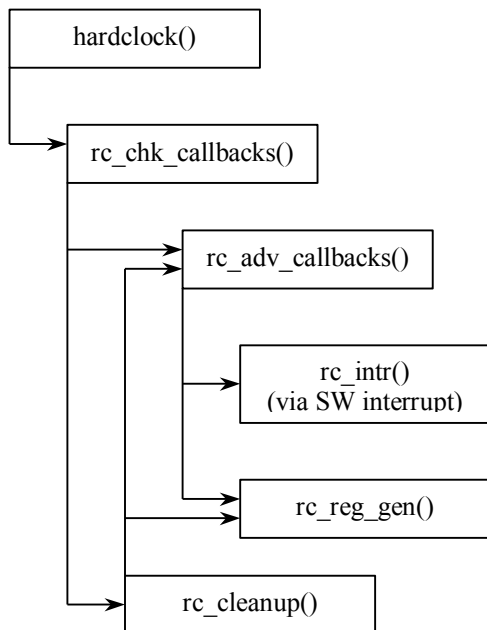 hardclock()
rc_chk_callbacks()
rc_adv_callbacks()
rc_intr()
(via SW interrupt)
rc_reg_gen()
rc_cleanup()